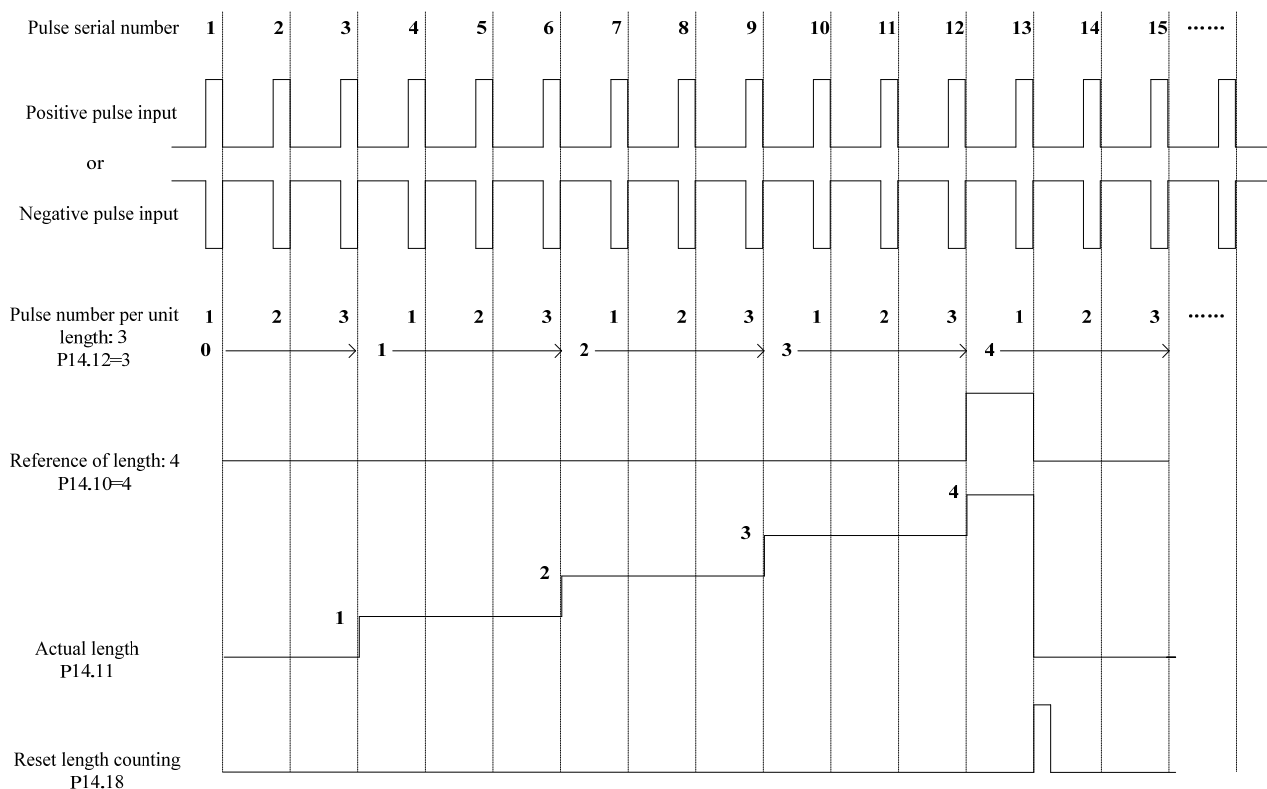 Pulse serial number 1 2 3 4 5 6 7 8 9 10 11 12 13 14 15 ······
Positive pulse input
or
Negative pulse input
Pulse number per unit 1 2 3 1 2 3 1 2 3 1 2 3 1 2 3 ······
length: 3
0 1 2 3 4
P14.12=3
Reference of length: 4
P14.10=4
4
3
2
1
Actual length
P14.11
Reset length counting
P14.18